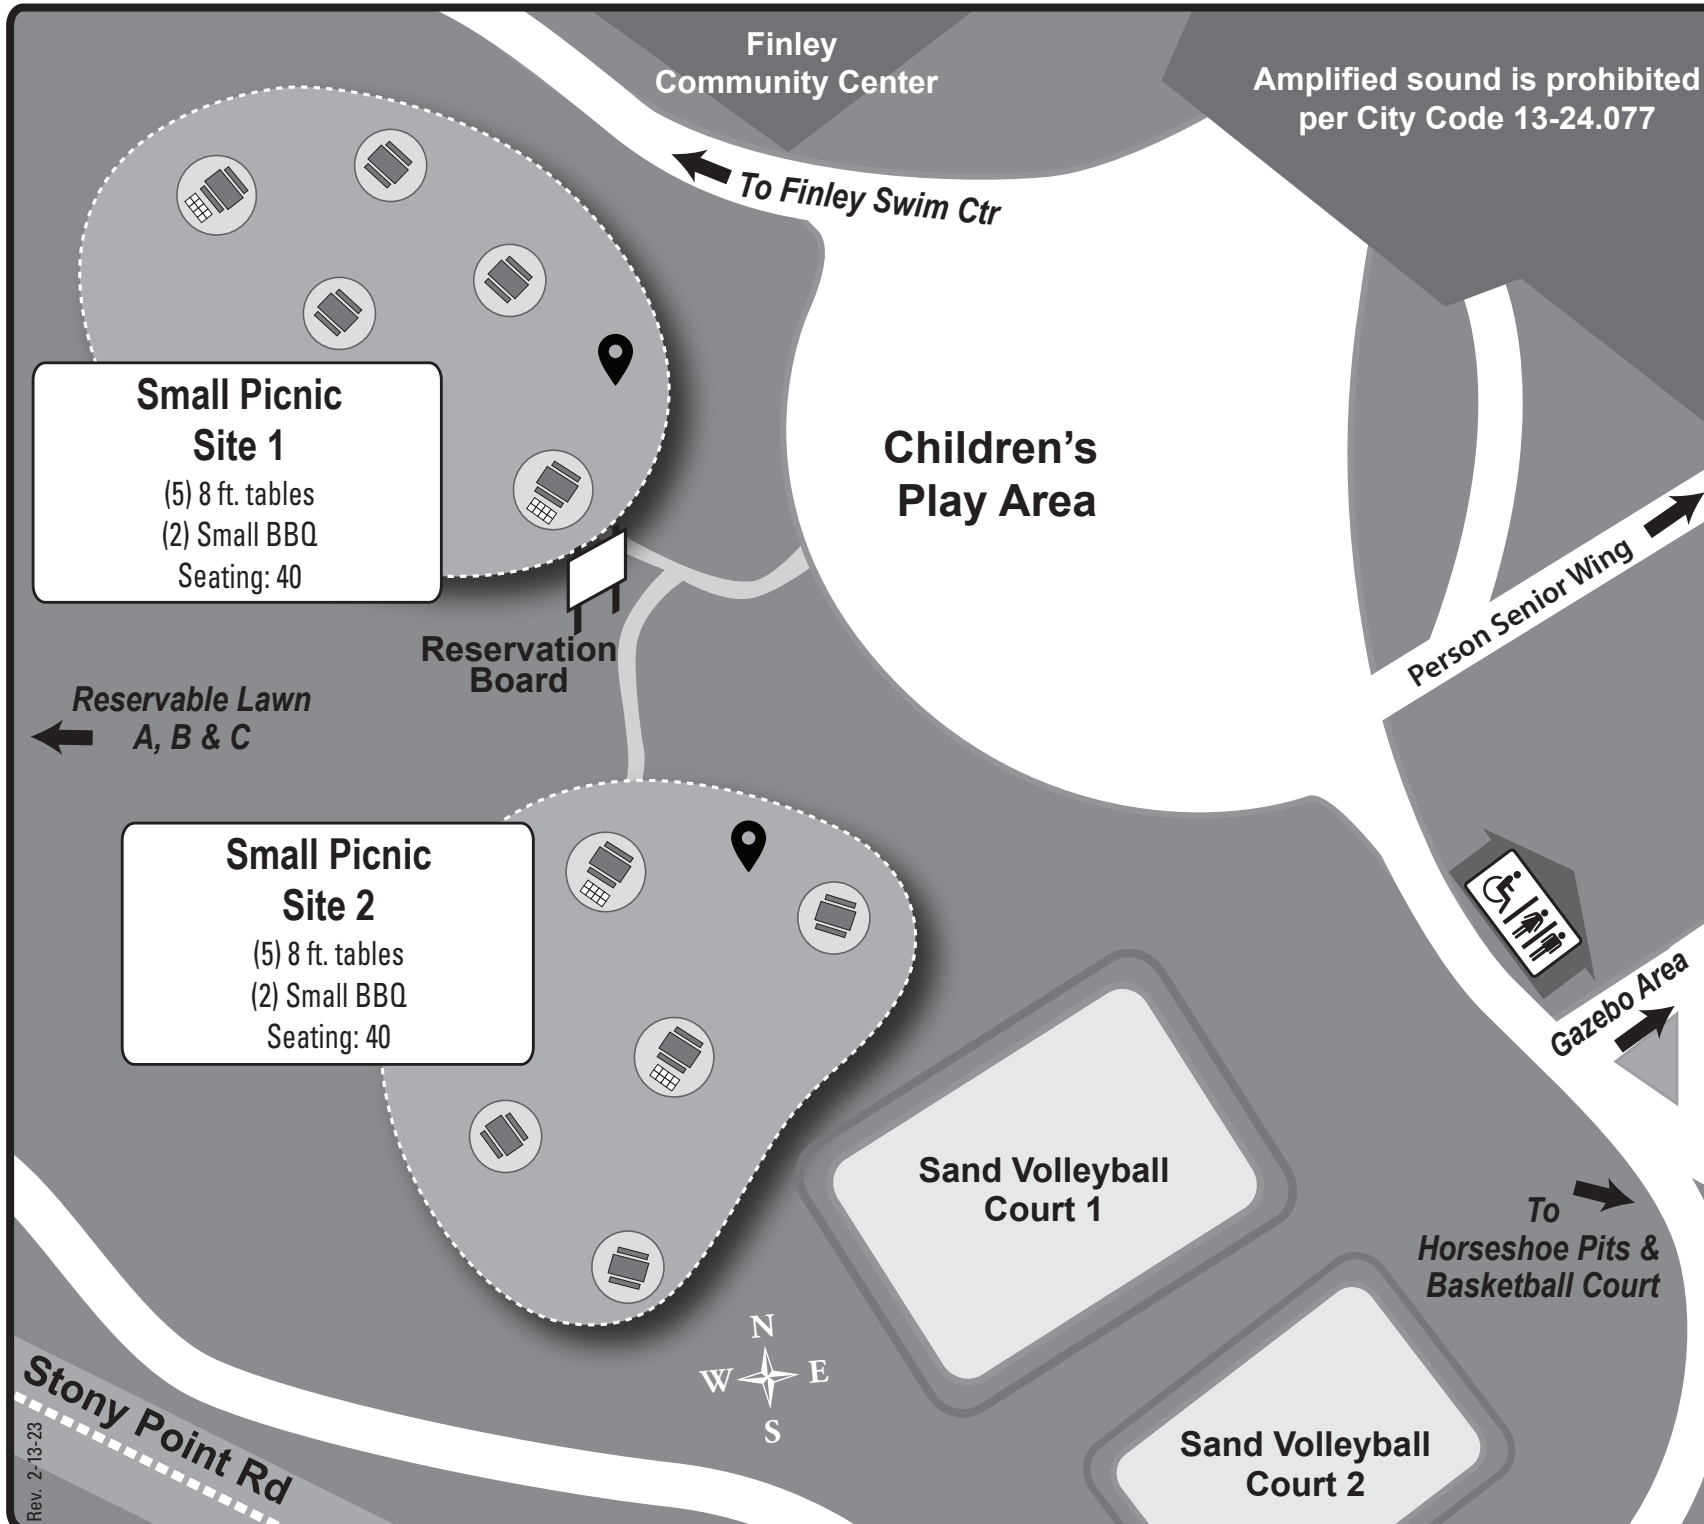 Finley
Community Center
Amplified sound is prohibited
per City Code 13-24.077
To Finley Swim Ctr
Small Picnic
Site 1
(5) 8 ft. tables
(2) Small BBQ
Seating: 40
Children's
Play Area
Person Senior Wing
Reservation
Board
Reservable Lawn
A, B & C
Small Picnic
Site 2
(5) 8 ft. tables
(2) Small BBQ
Seating: 40
Gazebo Area
Sand Volleyball
Court 1
To
Horseshoe Pits &
Basketball Court
N
W E
S
Stony Point Rd
Sand Volleyball
Court 2
Rev. 2-13-23